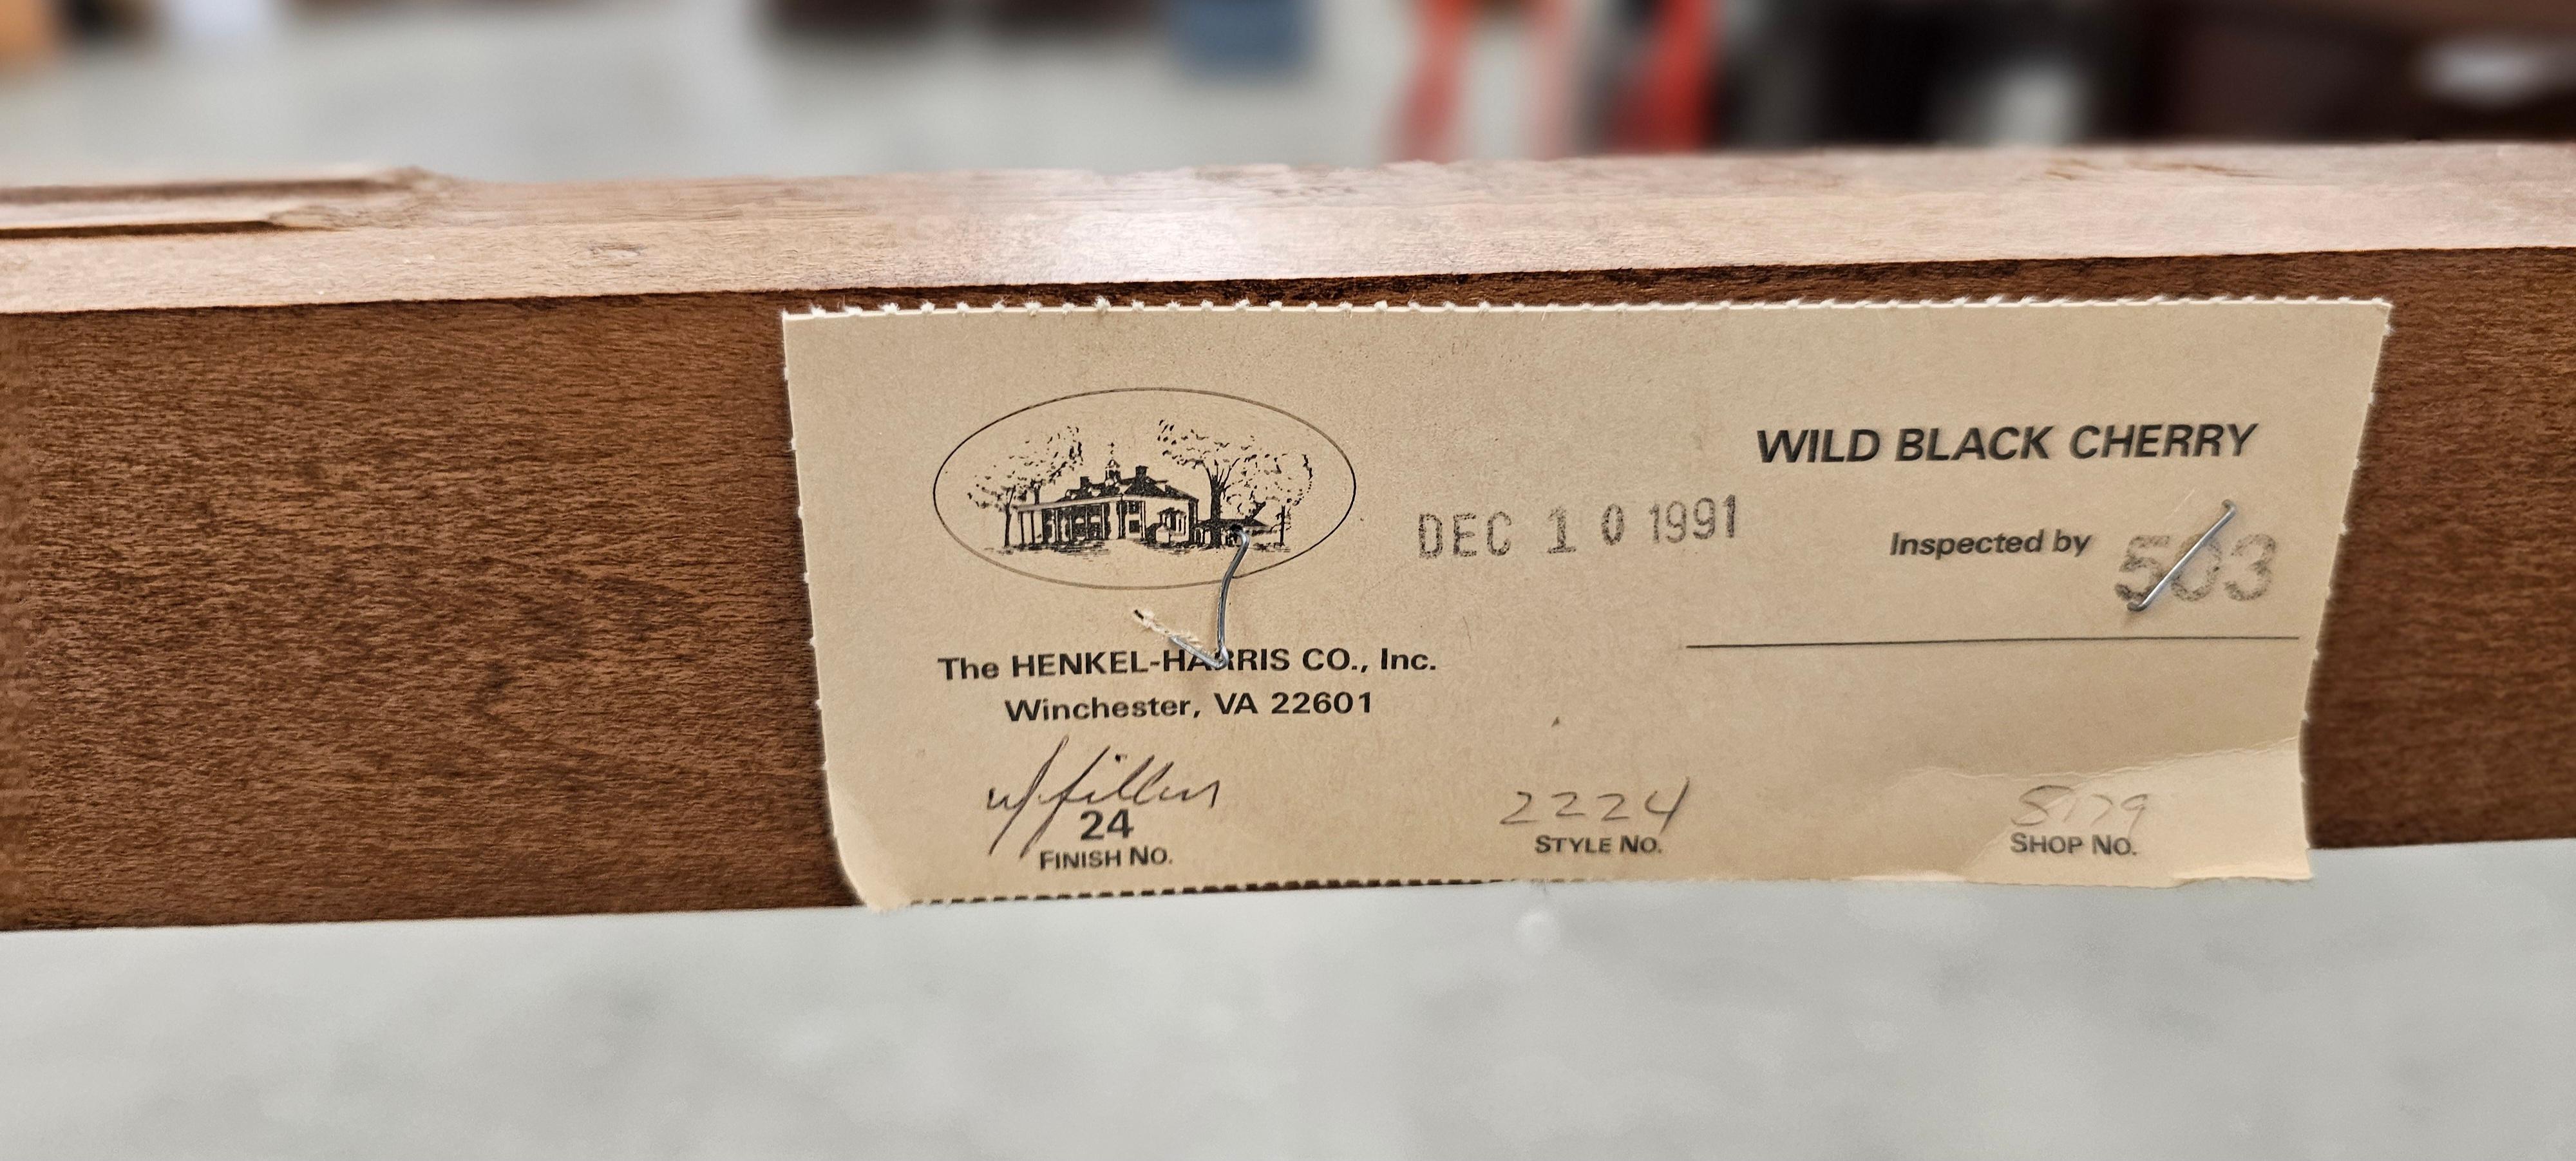 WILD BLACK CHERRY
DEC 10 1991
Inspected by 503
The HENKEL-HARRIS CO., Inc.
Winchester, VA 22601
w/filler
24
FINISH NO.
2224
STYLE NO.
SHOP NO.